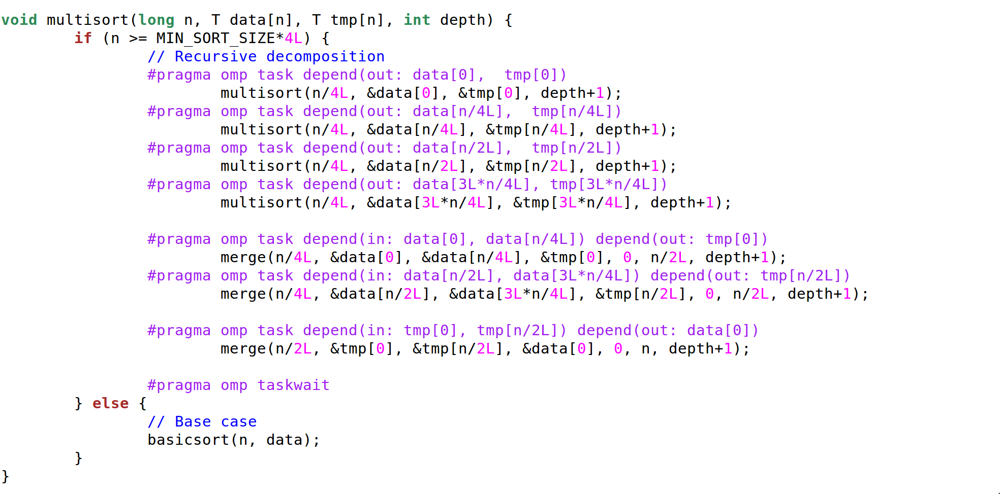 void multisort(long n, T data[n], T tmp[n], int depth) {
        if (n >= MIN_SORT_SIZE*4L) {
                // Recursive decomposition
                #pragma omp task depend(out: data[0],  tmp[0])
                        multisort(n/4L, &data[0], &tmp[0], depth+1);
                #pragma omp task depend(out: data[n/4L],  tmp[n/4L])
                        multisort(n/4L, &data[n/4L], &tmp[n/4L], depth+1);
                #pragma omp task depend(out: data[n/2L],  tmp[n/2L])
                        multisort(n/4L, &data[n/2L], &tmp[n/2L], depth+1);
                #pragma omp task depend(out: data[3L*n/4L], tmp[3L*n/4L])
                        multisort(n/4L, &data[3L*n/4L], &tmp[3L*n/4L], depth+1);

                #pragma omp task depend(in: data[0], data[n/4L]) depend(out: tmp[0])
                        merge(n/4L, &data[0], &data[n/4L], &tmp[0], 0, n/2L, depth+1);
                #pragma omp task depend(in: data[n/2L], data[3L*n/4L]) depend(out: tmp[n/2L])
                        merge(n/4L, &data[n/2L], &data[3L*n/4L], &tmp[n/2L], 0, n/2L, depth+1);

                #pragma omp task depend(in: tmp[0], tmp[n/2L]) depend(out: data[0])
                        merge(n/2L, &tmp[0], &tmp[n/2L], &data[0], 0, n, depth+1);

                #pragma omp taskwait
        } else {
                // Base case
                basicsort(n, data);
        }
}